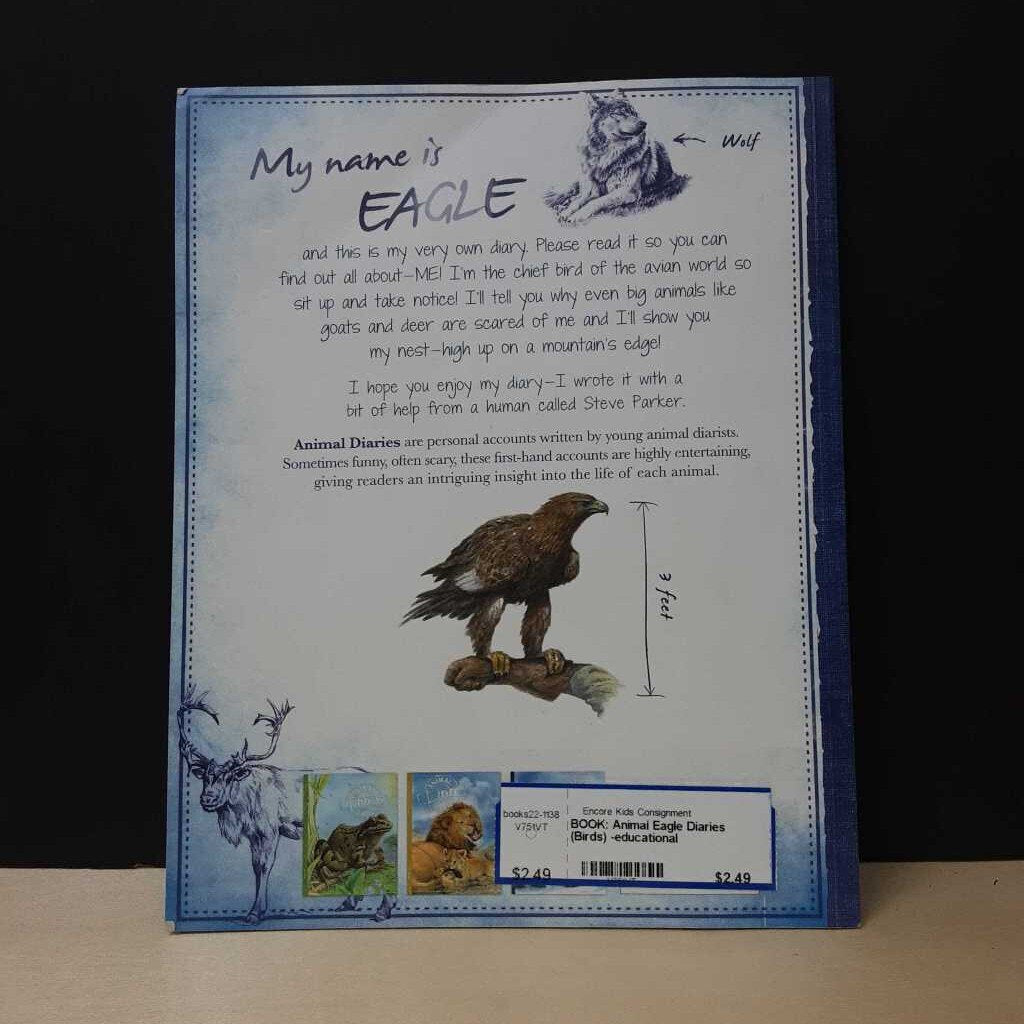 My name is
EAGLE
Wolf
and this is my very own diary. Please read it so you can
find out all about–ME! I'm the chief bird of the avian world so
sit up and take notice! I'll tell you why even big animals like
goats and deer are scared of me and I'll show you
my nest–high up on a mountain's edge!
I hope you enjoy my diary–I wrote it with a
bit of help from a human called Steve Parker.
Animal Diaries are personal accounts written by young animal diarists.
Sometimes funny, often scary, these first-hand accounts are highly entertaining,
giving readers an intriguing insight into the life of each animal.
3 feet
books22-1138
V751VT
$2.49
Encore Kids Consignment
BOOK: Animal Eagle Diaries
(Birds) -educational
$2.49